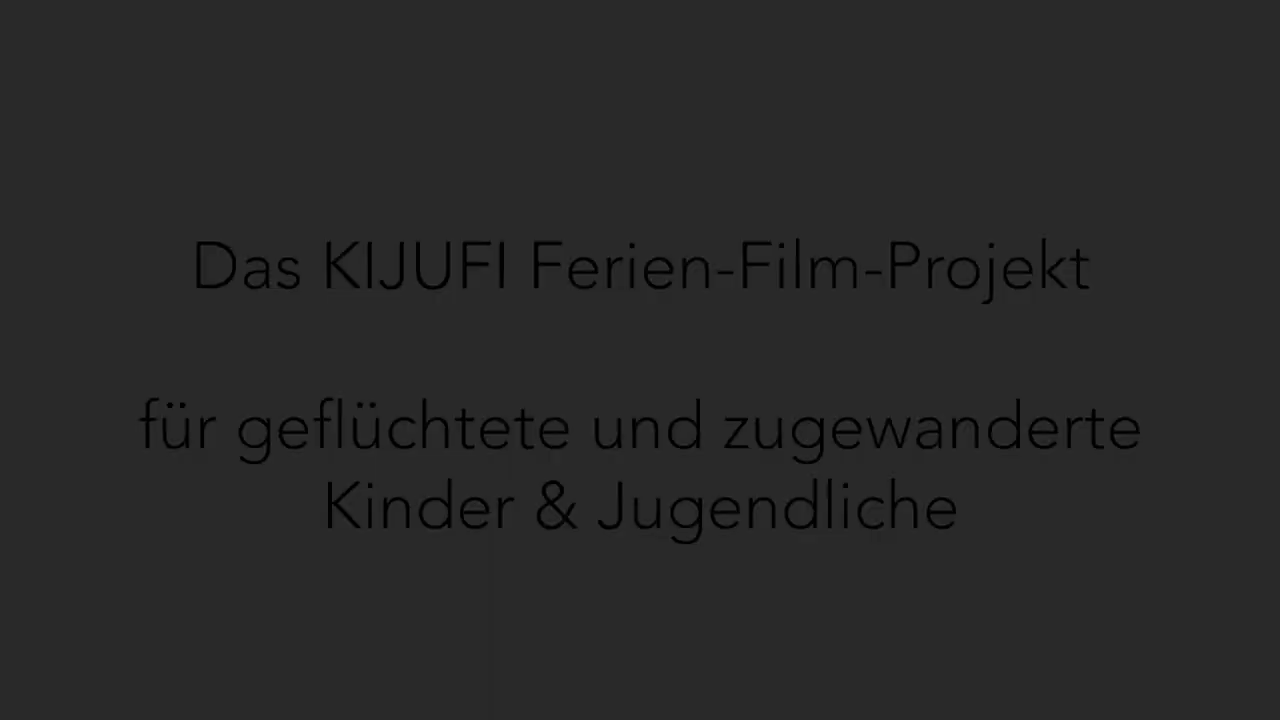 Das KIJUFI Ferien-Film-Projekt
für geflüchtete und zugewanderte
Kinder & Jugendliche